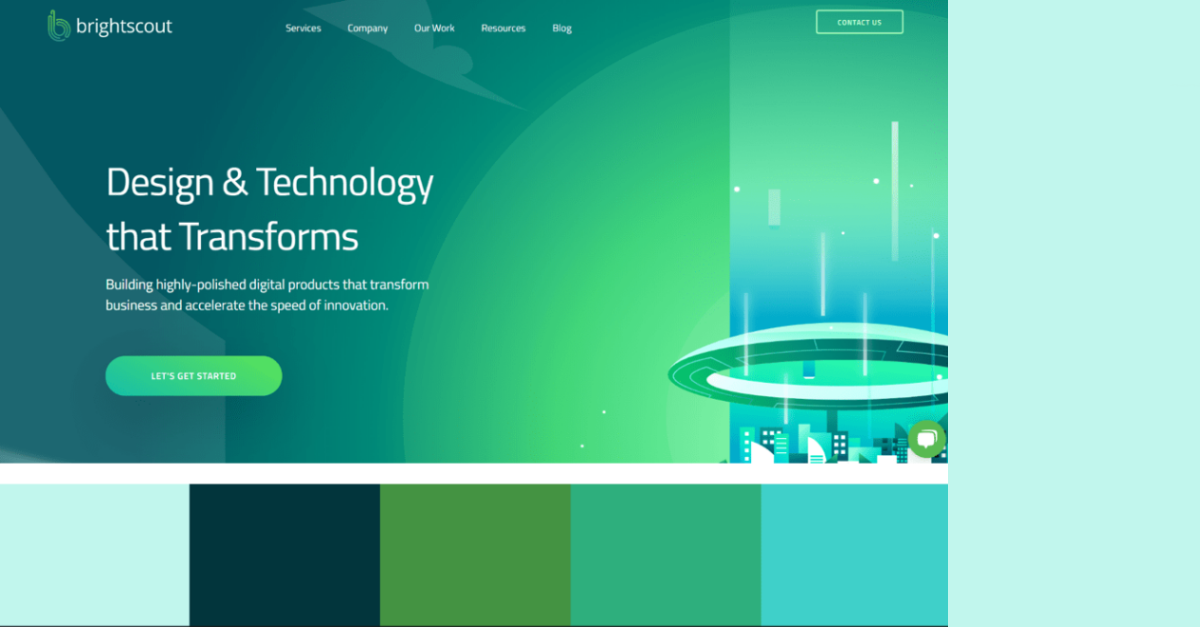 brightscout
Services Company Our Work Resources Blog
CONTACT US
Design & Technology
that Transforms
Building highly-polished digital products that transform
business and accelerate the speed of innovation.
LET'S GET STARTED